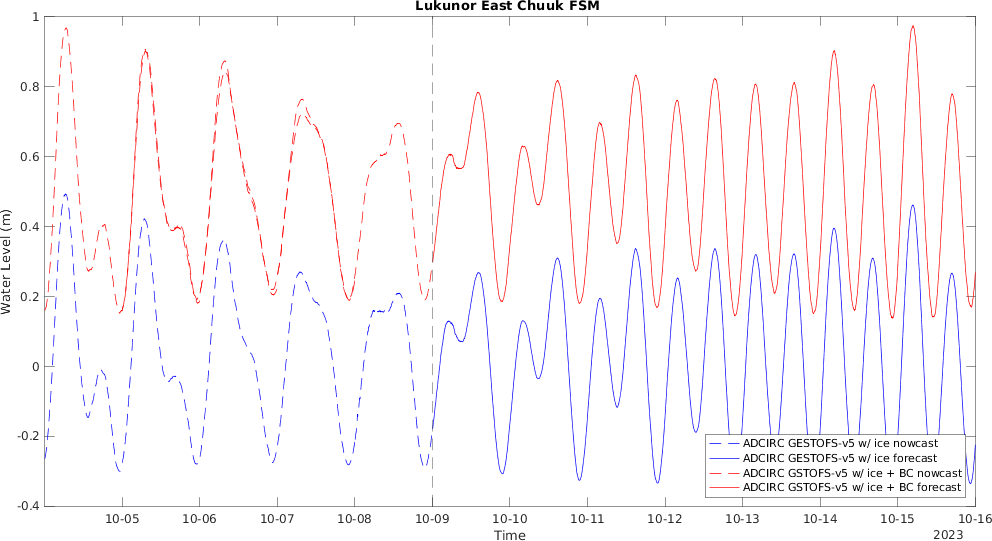 Lukunor East Chuuk FSM
Water Level (m)
1
0.8
0.6
0.4
0.2
0
-0.2
-0.4
ADCIRC GESTOFS-v5 w/ ice nowcast
ADCIRC GESTOFS-v5 w/ ice forecast
ADCIRC GSTOFS-v5 w/ ice + BC nowcast
ADCIRC GSTOFS-v5 w/ ice + BC forecast
10-05 10-06 10-07 10-08 10-09 10-10 10-11 10-12 10-13 10-14 10-15 10-16
Time
2023